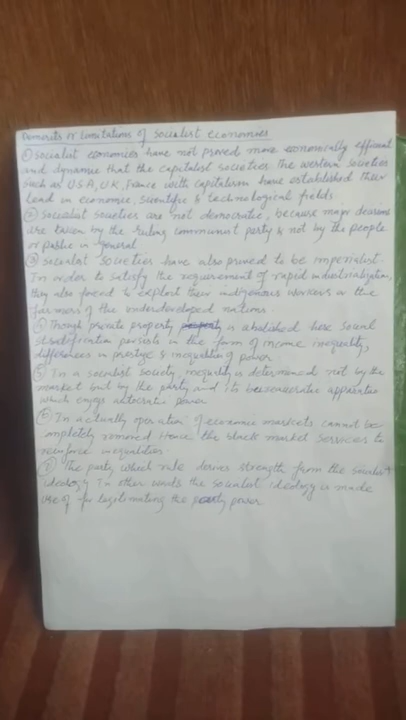 Demerits or Limitations of Socialist economies
① Socialist economies have not proved more economically efficient
and dynamic that the capitalist societies. The western societies
such as U.S.A, U.K, France with capitalism have established their
lead in economic, scientific & technological fields.
② Socialist societies are not democratic, because major decisions
are taken by the ruling communist party & not by the people
or public in general
③ Socialist Societies have also proved to be imperialist.
In order to satisfy the requirement of rapid industrialization,
they also forced to exploit their indigenous workers or the
farmers of the underdeveloped nations.
④ Though private property is abolished here social
stratification persists in the form of income inequality,
differences in prestige & inequalities of power.
⑤ In a socialist society, inequality is determined not by the
market but by the party and its bureaucratic apparatus
which enjoys autocratic power
⑥ In actually operation of economic markets cannot be
ompletely removed Hence the black market services to
reinforce inequalities.
⑦ The party which rule derives strength from the socialist
ideology In other words the socialist ideology is made
use of for legitimating the party power